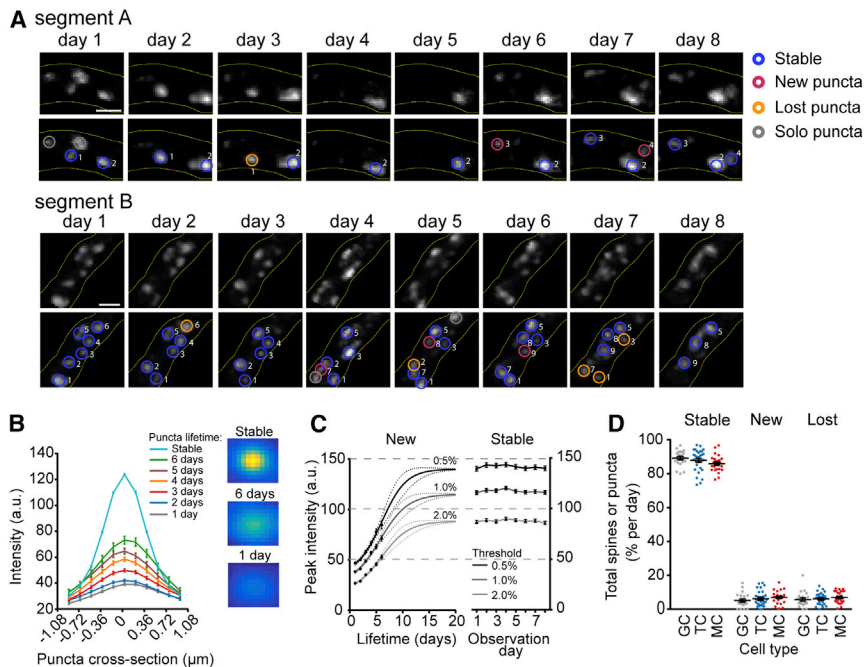 A
segment A
day 1 day 2 day 3 day 4 day 5 day 6 day 7 day 8
Stable
New puncta
Lost puncta
Solo puncta
1 2 1 2 1 2 2 2 3 2 3 4 2 3 4 2
segment B
day 1 day 2 day 3 day 4 day 5 day 6 day 7 day 8
5 6 4 3 2 1
5 6 4 3 2 1
5 4 3 2 1
5 3 2 7 1
5 8 3 2 7 1
5 8 3 9 7 1
5 8 3 9 7 1
5 8 9
B
Puncta lifetime:
Stable
6 days
5 days
4 days
3 days
2 days
1 day
Intensity (a.u.)
140
120
100
80
60
40
20
-1.08 -0.72 -0.36 0 0.36 0.72 1.08
Puncta cross-section (μm)
Stable
6 days
1 day
C
New Stable
Peak intensity (a.u.)
150
100
50
0
0.5%
1.0%
2.0%
0 5 10 15 20
Lifetime (days)
150
100
50
0
Threshold
0.5%
1.0%
2.0%
1 3 5 7
Observation
day
D
Stable New Lost
Total spines or puncta
(% per day)
100
80
60
40
20
0
GC TC MC GC TC MC GC TC MC
Cell type